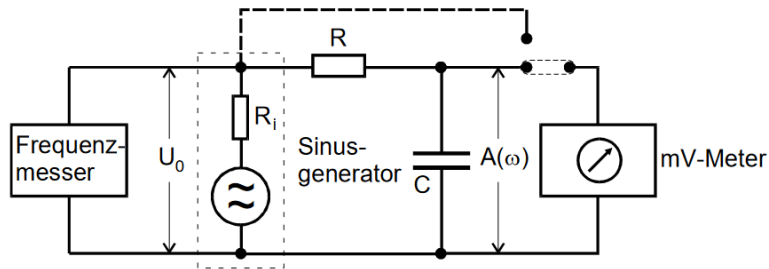 R
Frequenz-
messer
U0
Ri
Sinus-
generator
C
A(ω)
mV-Meter